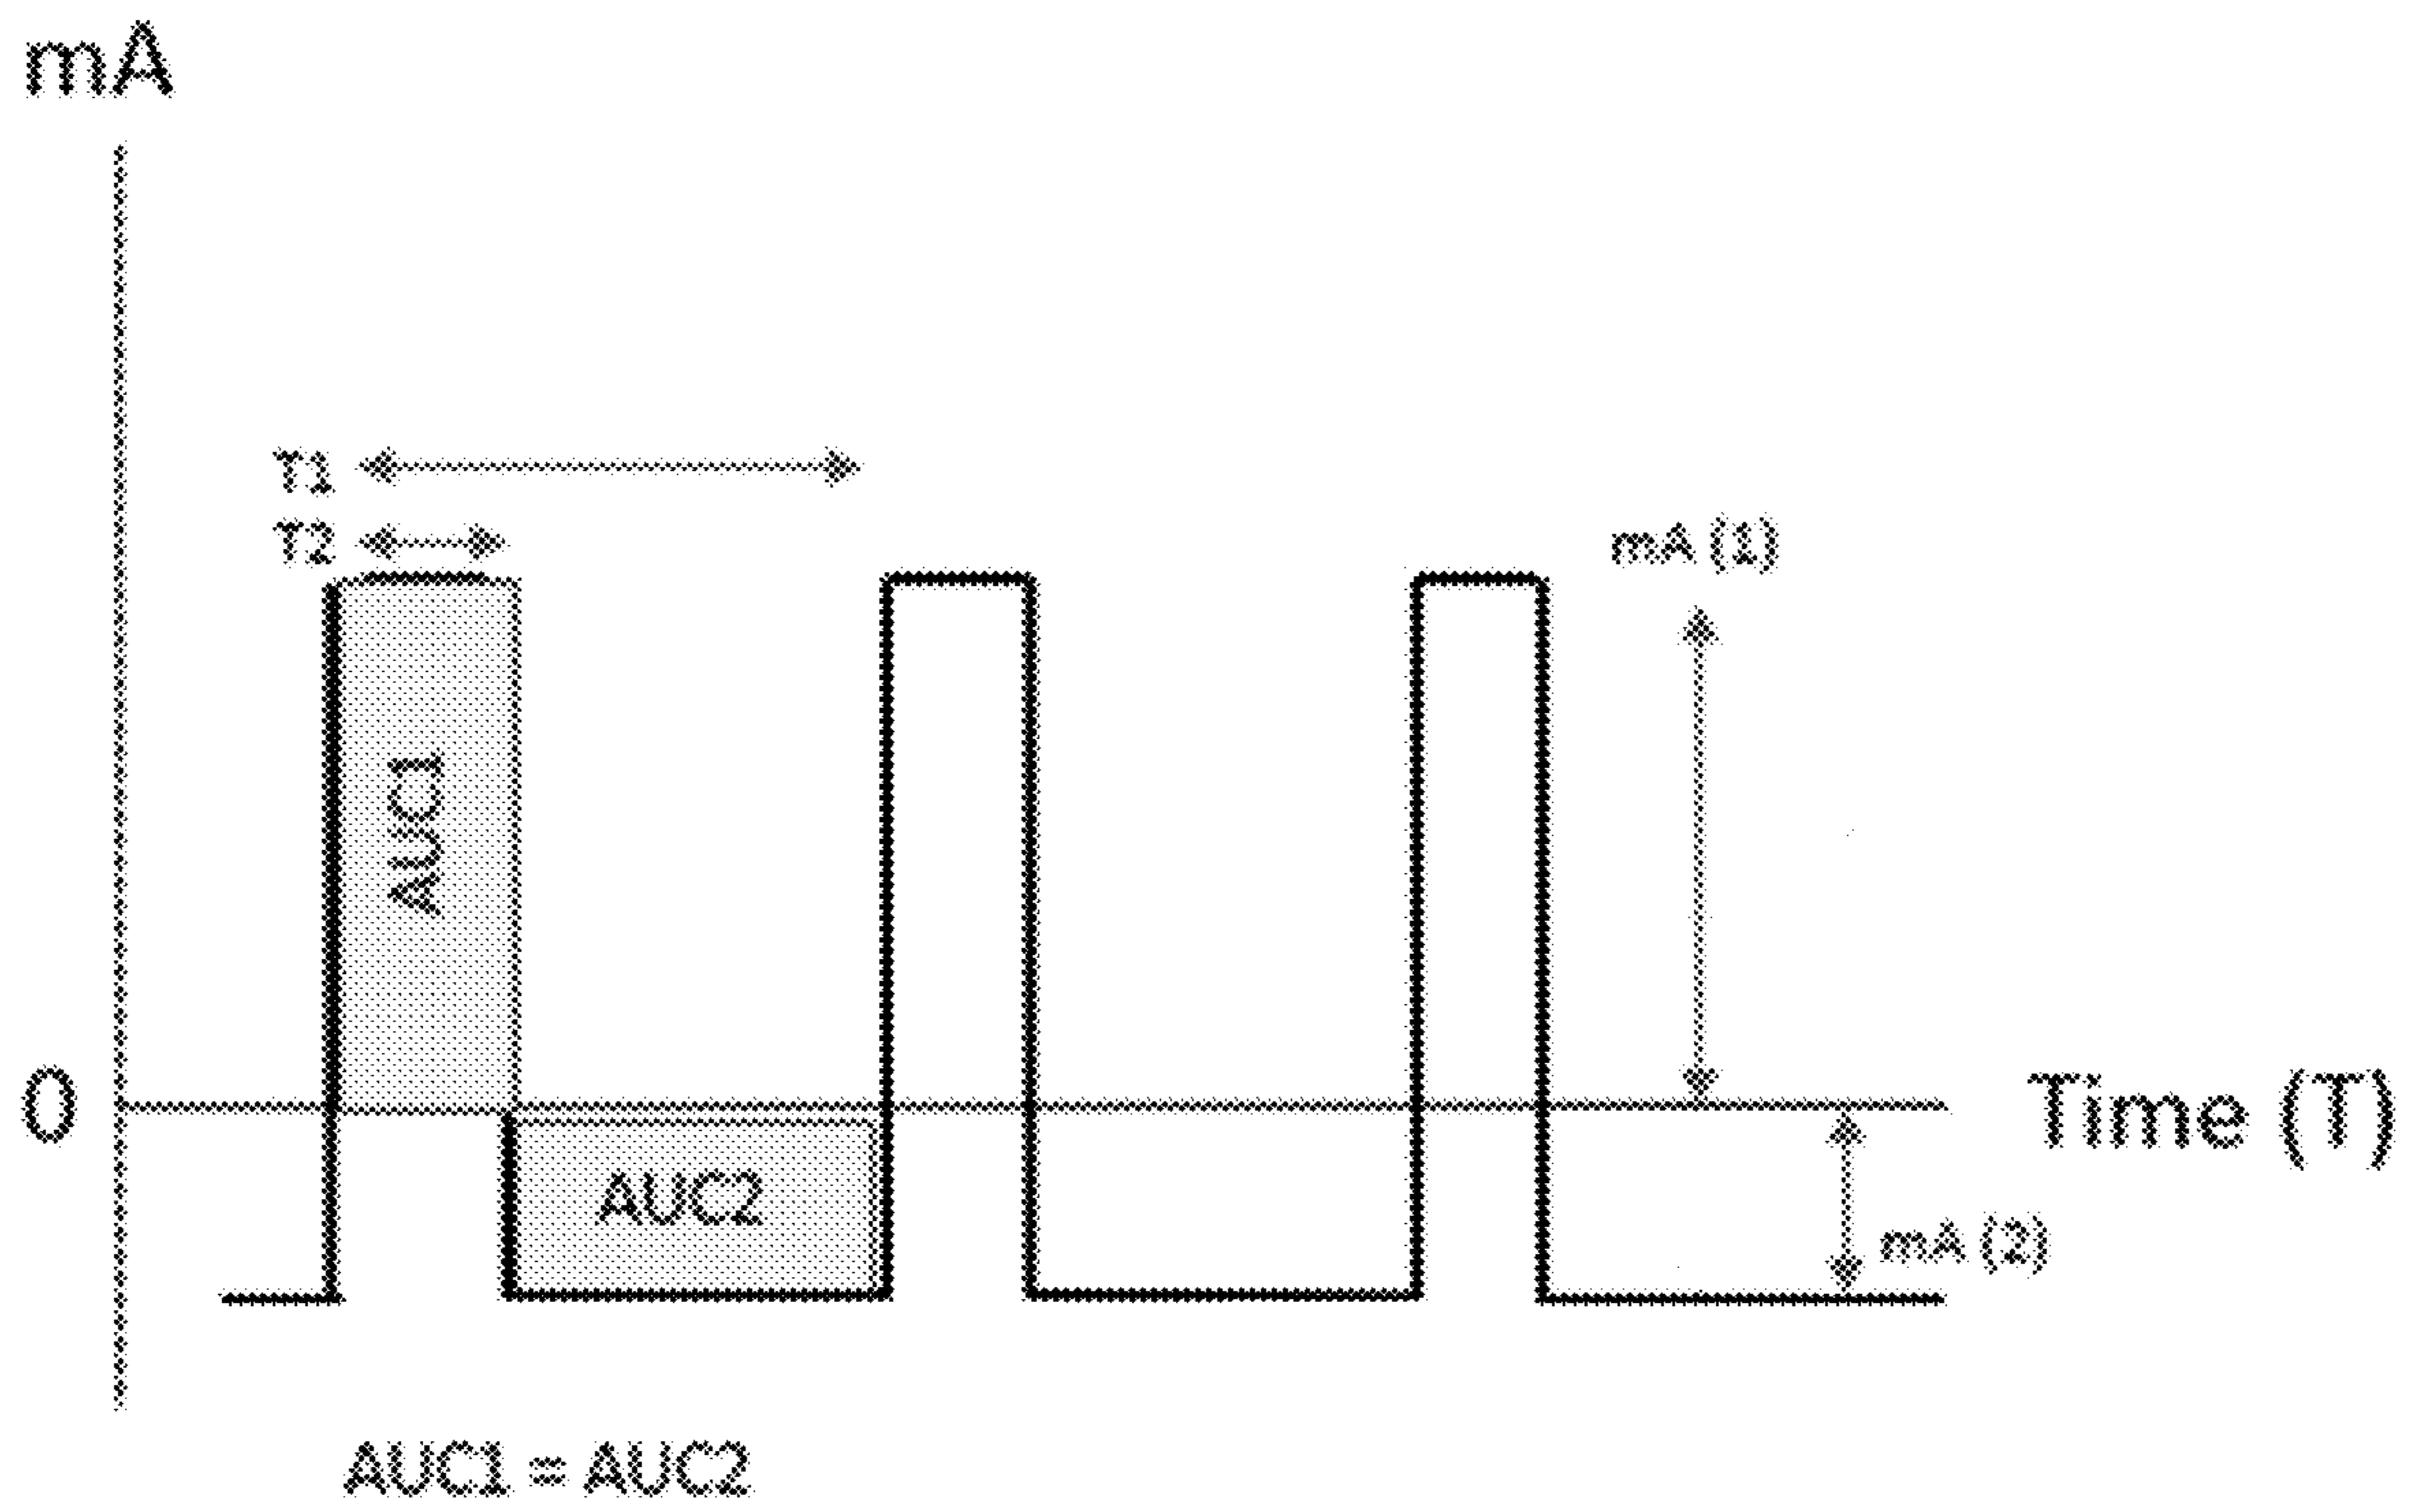 mA
T1
T2
mA (1)
AUC1
0
Time (T)
AUC2
mA (2)
AUC1 = AUC2